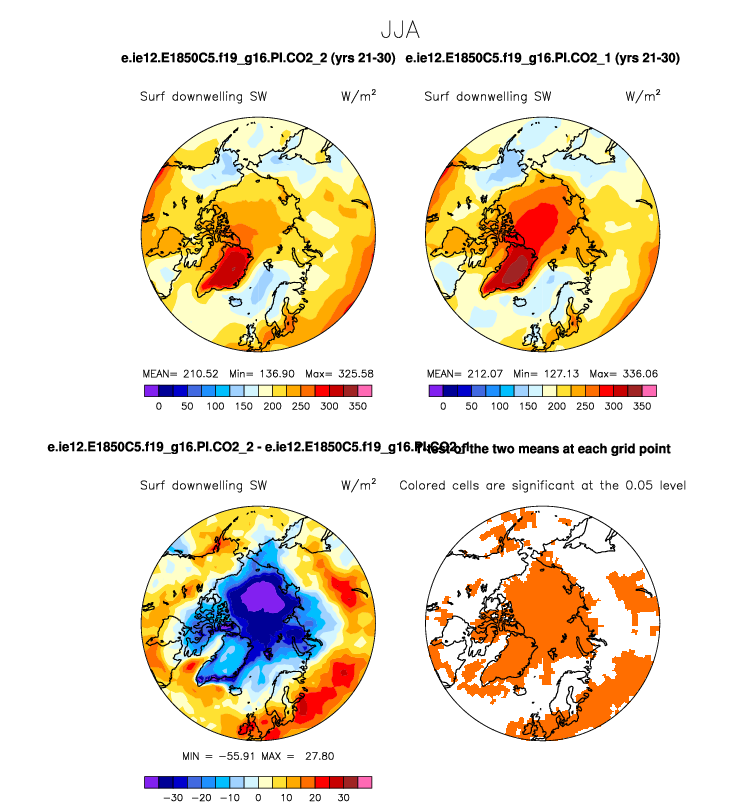 JJA
e.ie12.E1850C5.f19_g16.PI.CO2_2 (yrs 21-30) e.ie12.E1850C5.f19_g16.PI.CO2_1 (yrs 21-30)
Surf downwelling SW W/m² Surf downwelling SW W/m²
MEAN= 210.52 Min= 136.90 Max= 325.58 MEAN= 212.07 Min= 127.13 Max= 336.06
0 50 100 150 200 250 300 350 0 50 100 150 200 250 300 350
e.ie12.E1850C5.f19_g16.PI.CO2_2 - e.ie12.E1850C5.f19_g16.PI.CO2_1 T-test of the two means at each grid point
Surf downwelling SW W/m² Colored cells are significant at the 0.05 level
MIN = −55.91 MAX = 27.80
−30 −20 −10 0 10 20 30